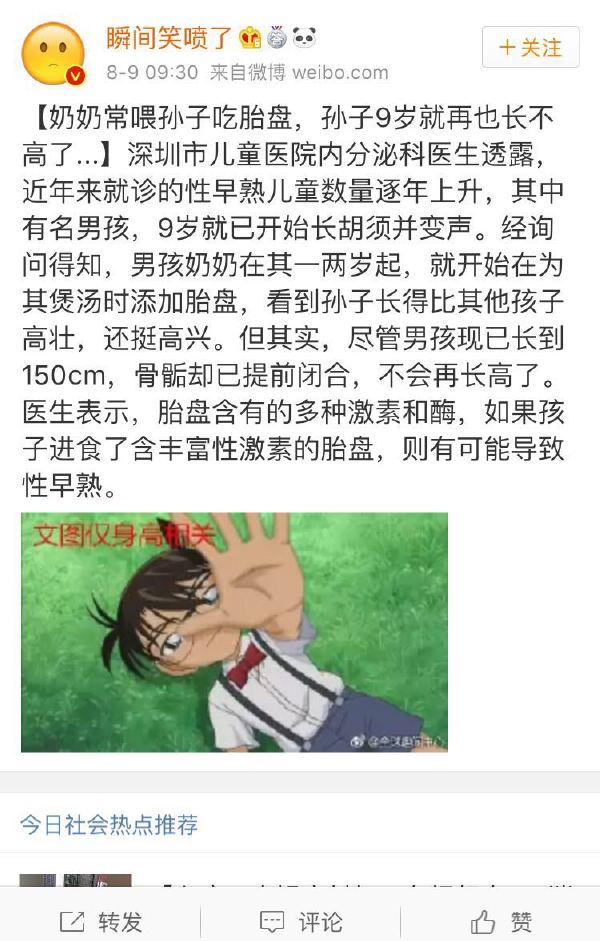 瞬间笑喷了
8-9 09:30 来自微博 weibo.com
+关注
【奶奶常喂孙子吃胎盘，孙子9岁就再也长不
高了...】深圳市儿童医院内分泌科医生透露，
近年来就诊的性早熟儿童数量逐年上升，其中
有名男孩，9岁就已开始长胡须并变声。经询
问得知，男孩奶奶在其一两岁起，就开始在为
其煲汤时添加胎盘，看到孙子长得比其他孩子
高壮，还挺高兴。但其实，尽管男孩现已长到
150cm，骨骺却已提前闭合，不会再长高了。
医生表示，胎盘含有的多种激素和酶，如果孩
子进食了含丰富性激素的胎盘，则有可能导致
性早熟。
文图仅身高相关
今日社会热点推荐
转发
评论
赞